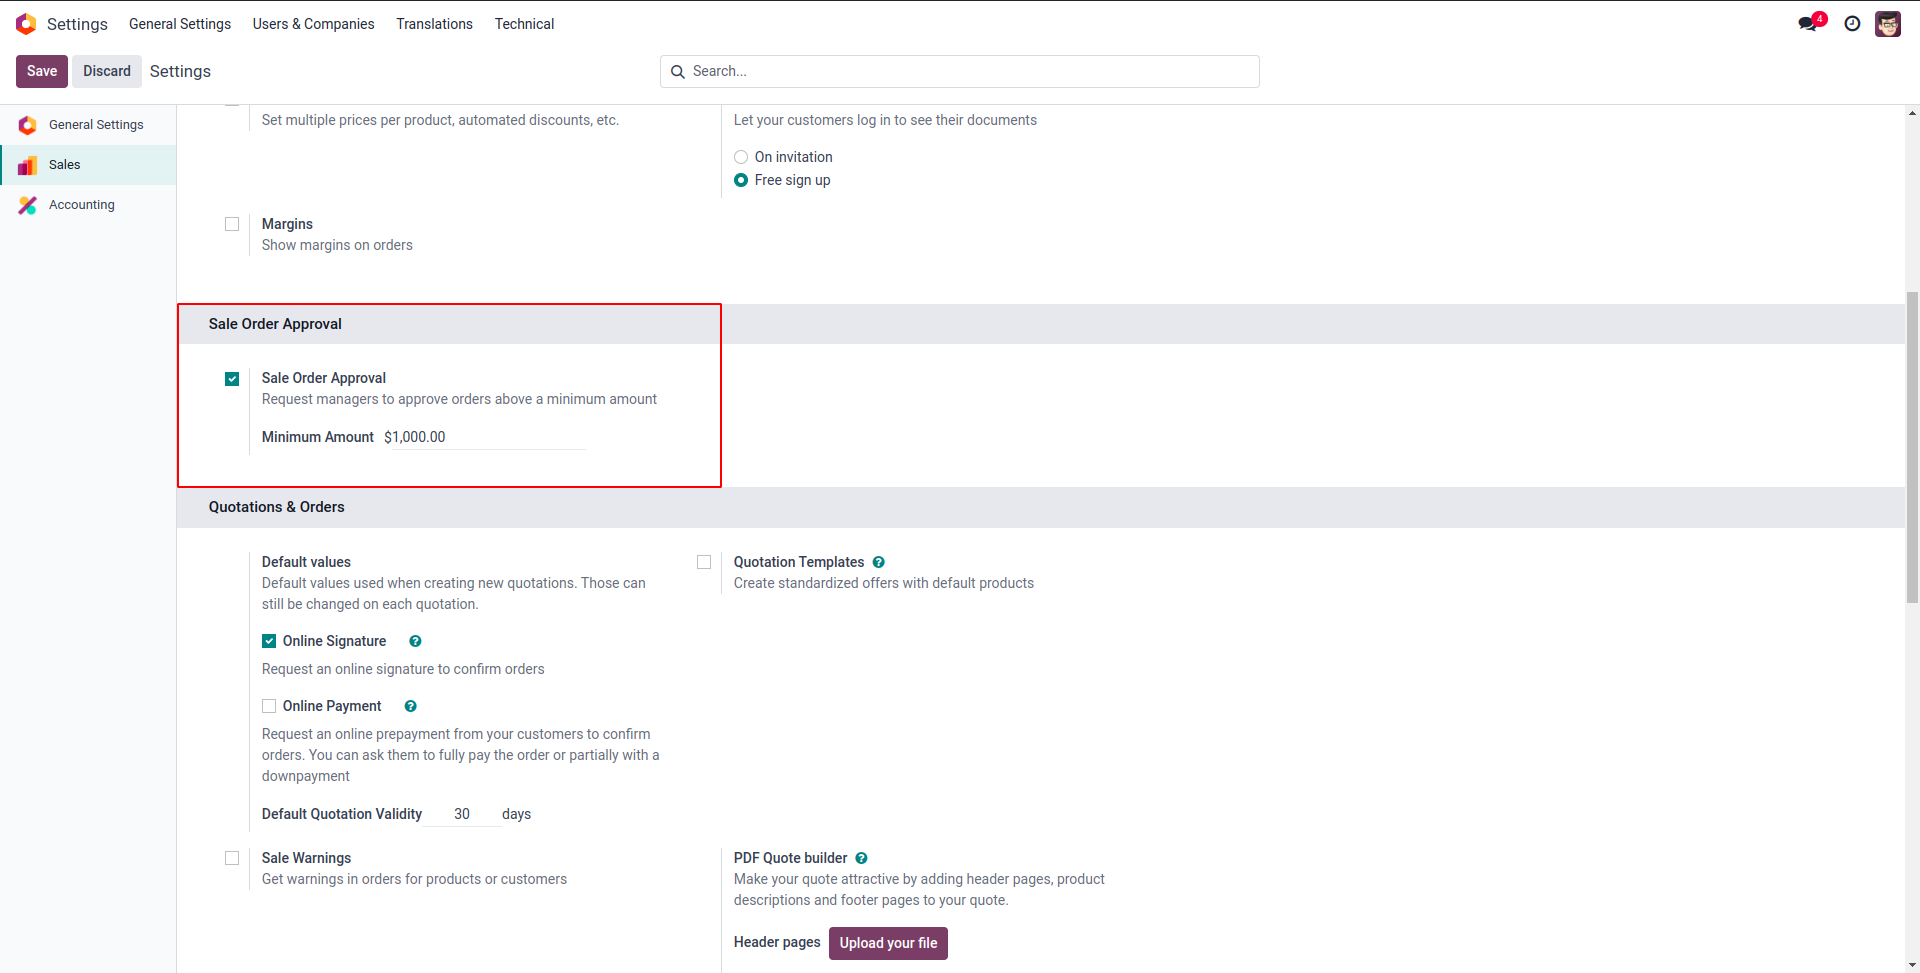 Settings General Settings Users & Companies Translations Technical 4
Save Discard Settings Search...
General Settings
Sales
Accounting
Set multiple prices per product, automated discounts, etc.
Let your customers log in to see their documents
On invitation
Free sign up
Margins
Show margins on orders
Sale Order Approval
Sale Order Approval
Request managers to approve orders above a minimum amount
Minimum Amount $1,000.00
Quotations & Orders
Default values
Default values used when creating new quotations. Those can
still be changed on each quotation.
Quotation Templates ?
Create standardized offers with default products
Online Signature ?
Request an online signature to confirm orders
Online Payment ?
Request an online prepayment from your customers to confirm
orders. You can ask them to fully pay the order or partially with a
downpayment
Default Quotation Validity 30 days
Sale Warnings
Get warnings in orders for products or customers
PDF Quote builder ?
Make your quote attractive by adding header pages, product
descriptions and footer pages to your quote.
Header pages Upload your file